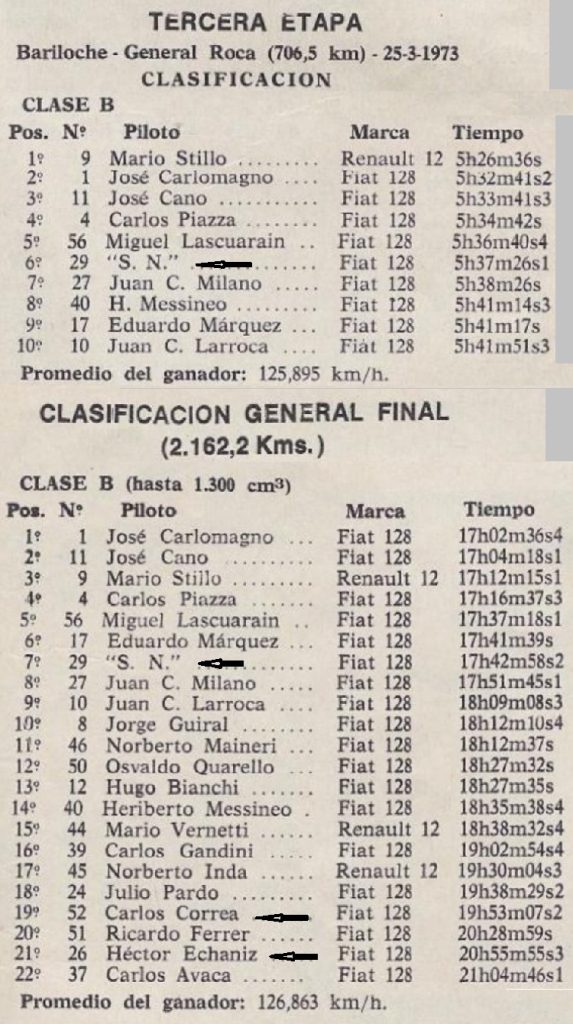 TERCERA ETAPA
Bariloche - General Roca (706,5 km) - 25-3-1973
CLASIFICACION
CLASE B
Pos. Nº Piloto Marca Tiempo
1º 9 Mario Stillo ......... Renault 12 5h26m36s
2º 1 José Carlomagno .... Fiat 128 5h32m41s2
3º 11 José Cano .......... Fiat 128 5h33m41s3
4º 4 Carlos Piazza ........ Fiat 128 5h34m42s
5º 56 Miguel Lascuarain .. Fiat 128 5h36m40s4
6º 29 "S. N." ............ Fiat 128 5h37m26s1
7º 27 Juan C. Milano ..... Fiat 128 5h38m26s
8º 40 H. Messineo ........ Fiat 128 5h41m14s3
9º 17 Eduardo Márquez ... Fiat 128 5h41m17s
10º 10 Juan C. Larroca .... Fiat 128 5h41m51s3
Promedio del ganador: 125,895 km/h.
CLASIFICACION GENERAL FINAL
(2.162,2 Kms.)
CLASE B (hasta 1.300 cm³)
Pos. Nº Piloto Marca Tiempo
1º 1 José Carlomagno ... Fiat 128 17h02m36s4
2º 11 José Cano ......... Fiat 128 17h04m18s1
3º 9 Mario Stillo ......... Renault 12 17h12m15s1
4º 4 Carlos Piazza ....... Fiat 128 17h16m37s3
5º 56 Miguel Lascuarain .. Fiat 128 17h37m18s1
6º 17 Eduardo Márquez ... Fiat 128 17h41m39s
7º 29 "S. N." ............ Fiat 128 17h42m58s2
8º 27 Juan C. Milano .... Fiat 128 17h51m45s1
9º 10 Juan C. Larroca .... Fiat 128 18h09m08s3
10º 8 Jorge Guiral ........ Fiat 128 18h12m10s4
11º 46 Norberto Maineri ... Fiat 128 18h12m37s
12º 50 Osvaldo Quarello ... Fiat 128 18h27m32s
13º 12 Hugo Bianchi ....... Fiat 128 18h27m35s
14º 40 Heriberto Messineo . Fiat 128 18h35m38s4
15º 44 Mario Vernetti ...... Renault 12 18h38m32s4
16º 39 Carlos Gandini ..... Fiat 128 19h02m54s4
17º 45 Norberto Inda ...... Renault 12 19h30m04s3
18º 24 Julio Pardo ......... Fiat 128 19h38m29s2
19º 52 Carlos Correa ...... Fiat 128 19h53m07s2
20º 51 Ricardo Ferrer ...... Fiat 128 20h28m59s
21º 26 Héctor Echaniz ..... Fiat 128 20h55m55s3
22º 37 Carlos Avaca ....... Fiat 128 21h04m46s1
Promedio del ganador: 126,863 km/h.